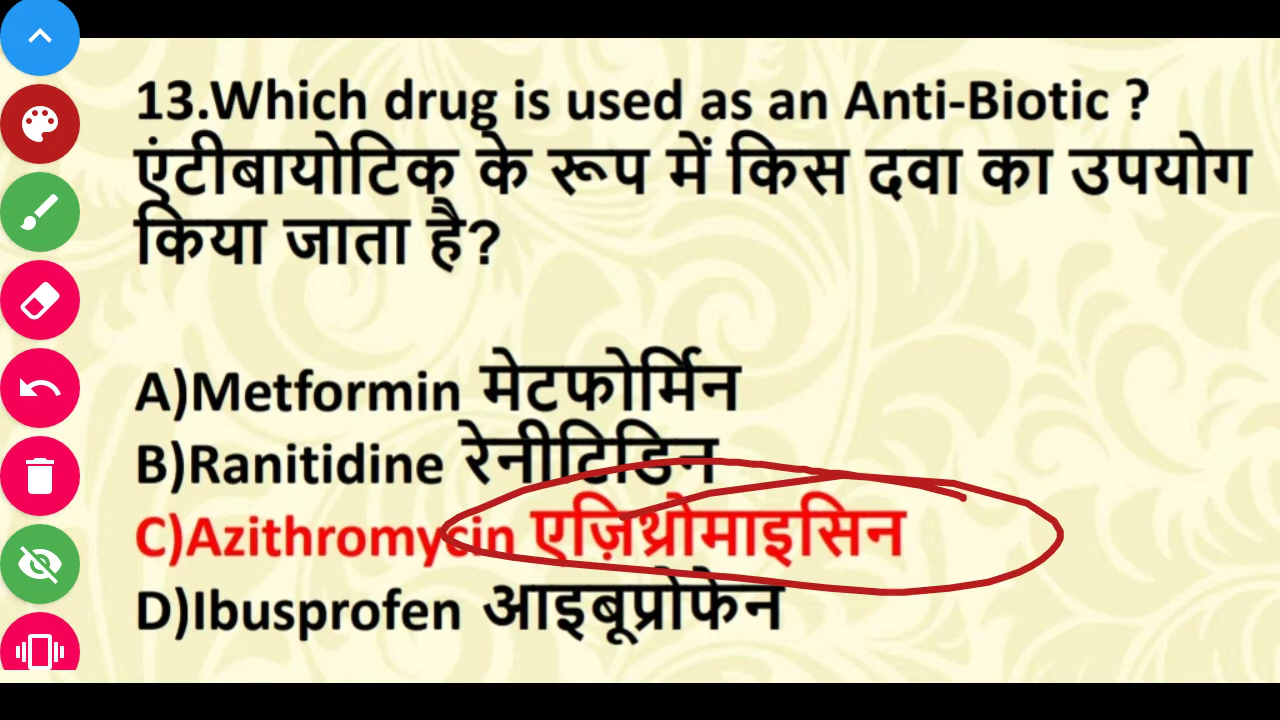 13.Which drug is used as an Anti-Biotic ?
एंटीबायोटिक के रूप में किस दवा का उपयोग
किया जाता है?
A)Metformin मेटफोर्मिन
B)Ranitidine रेनीटिडिन
C)Azithromycin एज़िथ्रोमाइसिन
D)Ibusprofen आइबूप्रोफेन